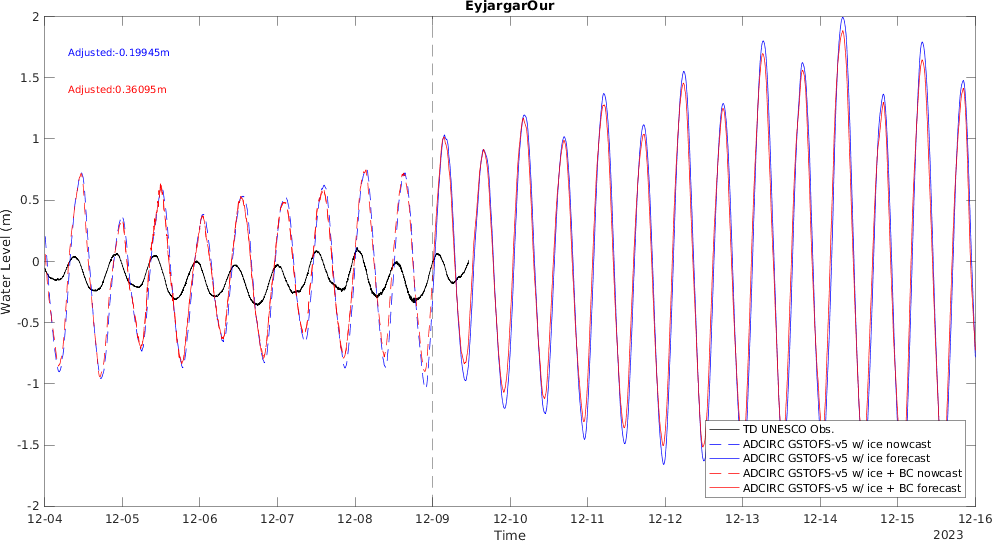 EyjargarOur
Adjusted:-0.19945m
Adjusted:0.36095m
Water Level (m)
2
1.5
1
0.5
0
-0.5
-1
-1.5
-2
TD UNESCO Obs.
ADCIRC GSTOFS-v5 w/ ice nowcast
ADCIRC GSTOFS-v5 w/ ice forecast
ADCIRC GSTOFS-v5 w/ ice + BC nowcast
ADCIRC GSTOFS-v5 w/ ice + BC forecast
12-04 12-05 12-06 12-07 12-08 12-09 12-10 12-11 12-12 12-13 12-14 12-15 12-16
Time
2023